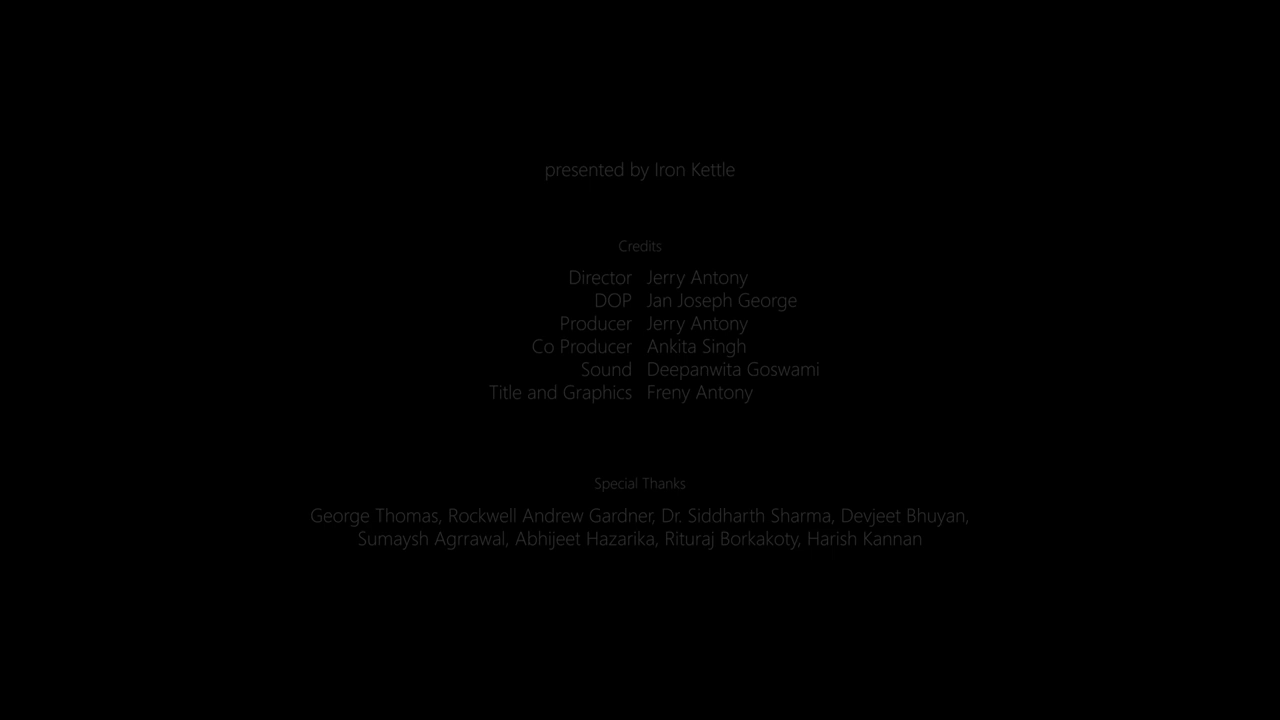 presented by Iron Kettle
Credits
Director Jerry Antony
DOP Jan Joseph George
Producer Jerry Antony
Co Producer Ankita Singh
Sound Deepanwita Goswami
Title and Graphics Freny Antony
Special Thanks
George Thomas, Rockwell Andrew Gardner, Dr. Siddharth Sharma, Devjeet Bhuyan,
Sumaysh Agrrawal, Abhijeet Hazarika, Rituraj Borkakoty, Harish Kannan